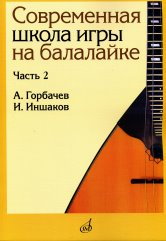 Современная
школа игры
на балалайке
Часть 2
А. Горбачев
И. Иншаков